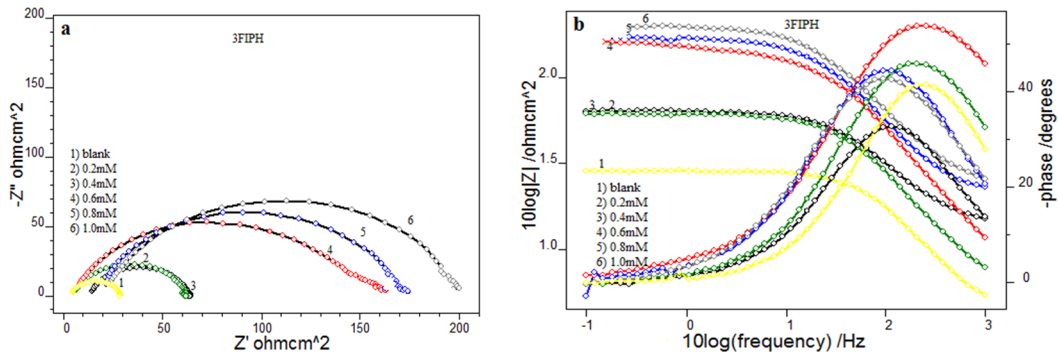 a
3FIPH
200
150
100
50
0
-Z" ohmcm^2
1) blank
2) 0.2mM
3) 0.4mM
4) 0.6mM
5) 0.8mM
6) 1.0mM
1
2
3
4
5
6
0
50
100
150
200
Z' ohmcm^2
b
3FIPH
2.0
1.5
1.0
10log|Z| /ohmcm^2
6
5
4
3
2
1
1) blank
2) 0.2mM
3) 0.4mM
4) 0.6mM
5) 0.8mM
6) 1.0mM
40
20
0
-phase /degrees
-1
0
1
2
3
10log(frequency) /Hz